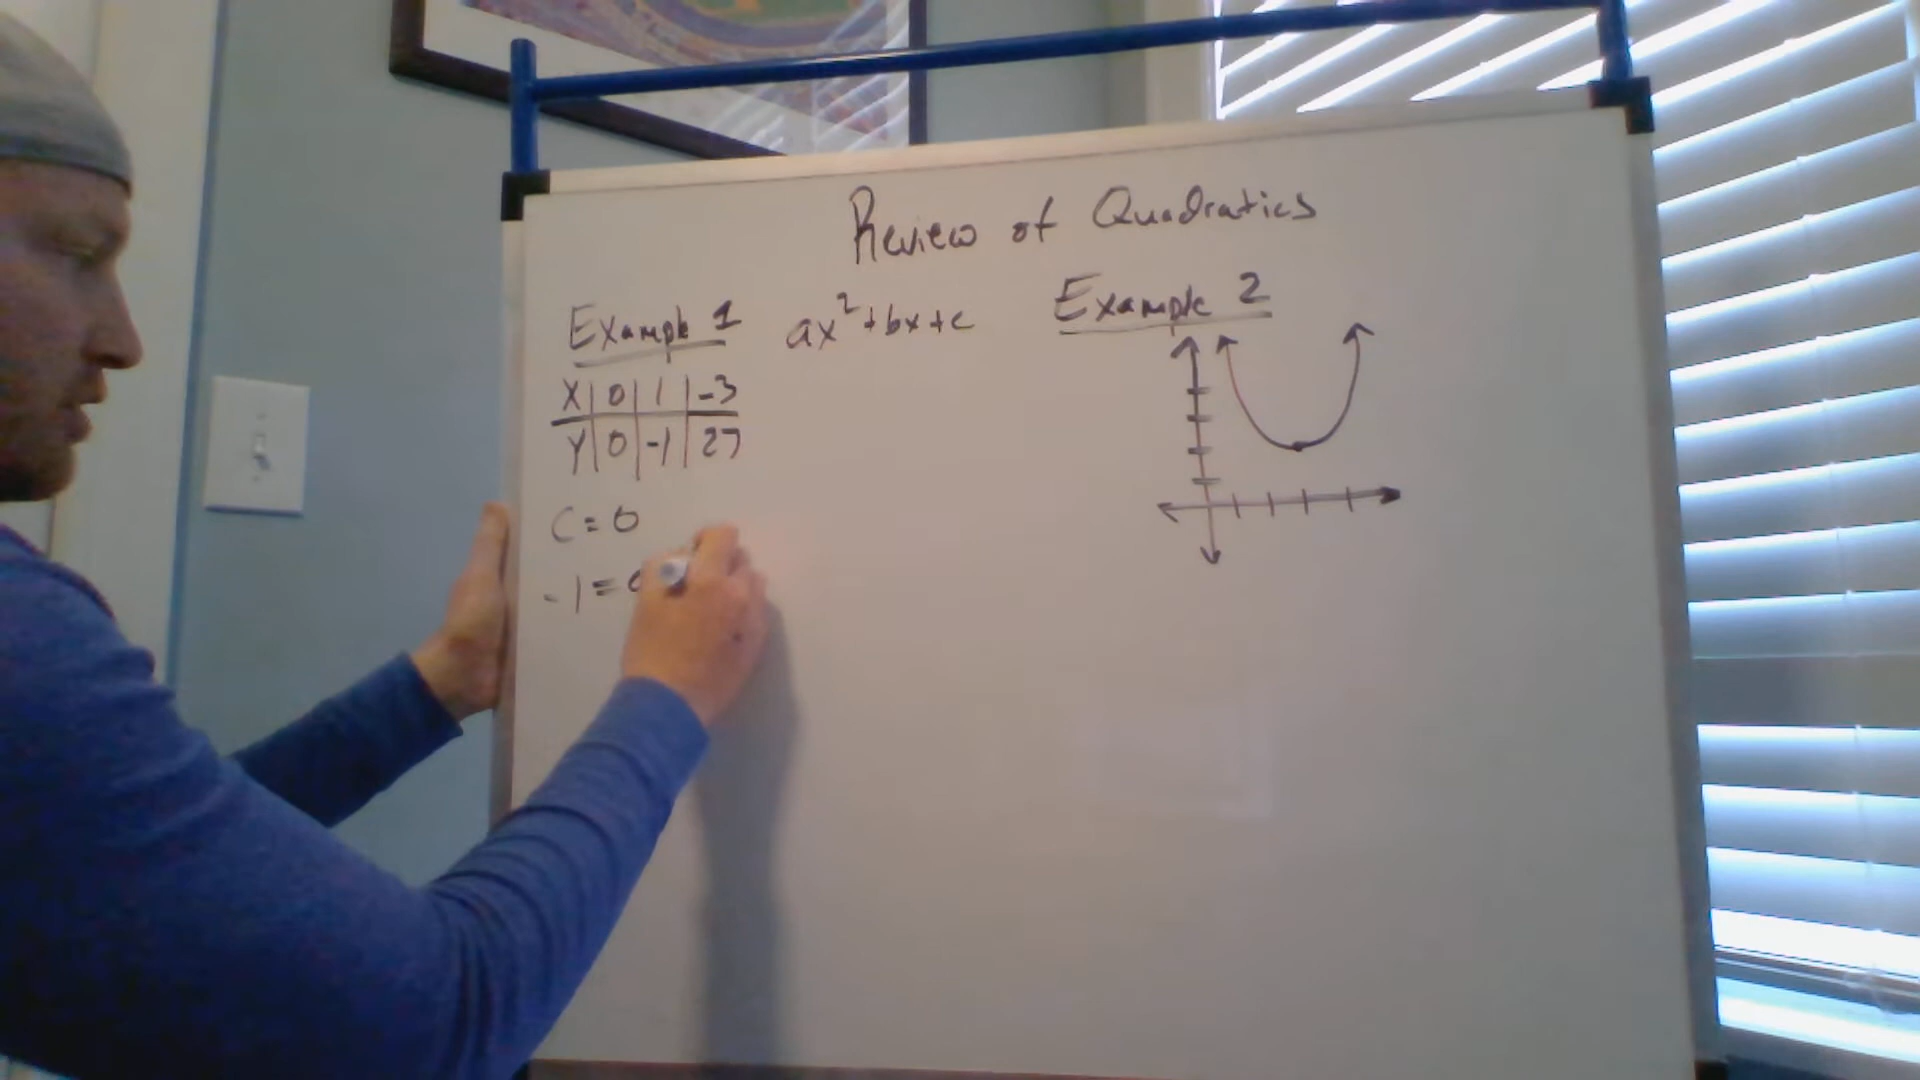 Review of Quadratics
Example 1 ax²+bx+c
X | 0 | 1 | -3
Y | 0 | -1 | 27
C = 0
-1 =
Example 2